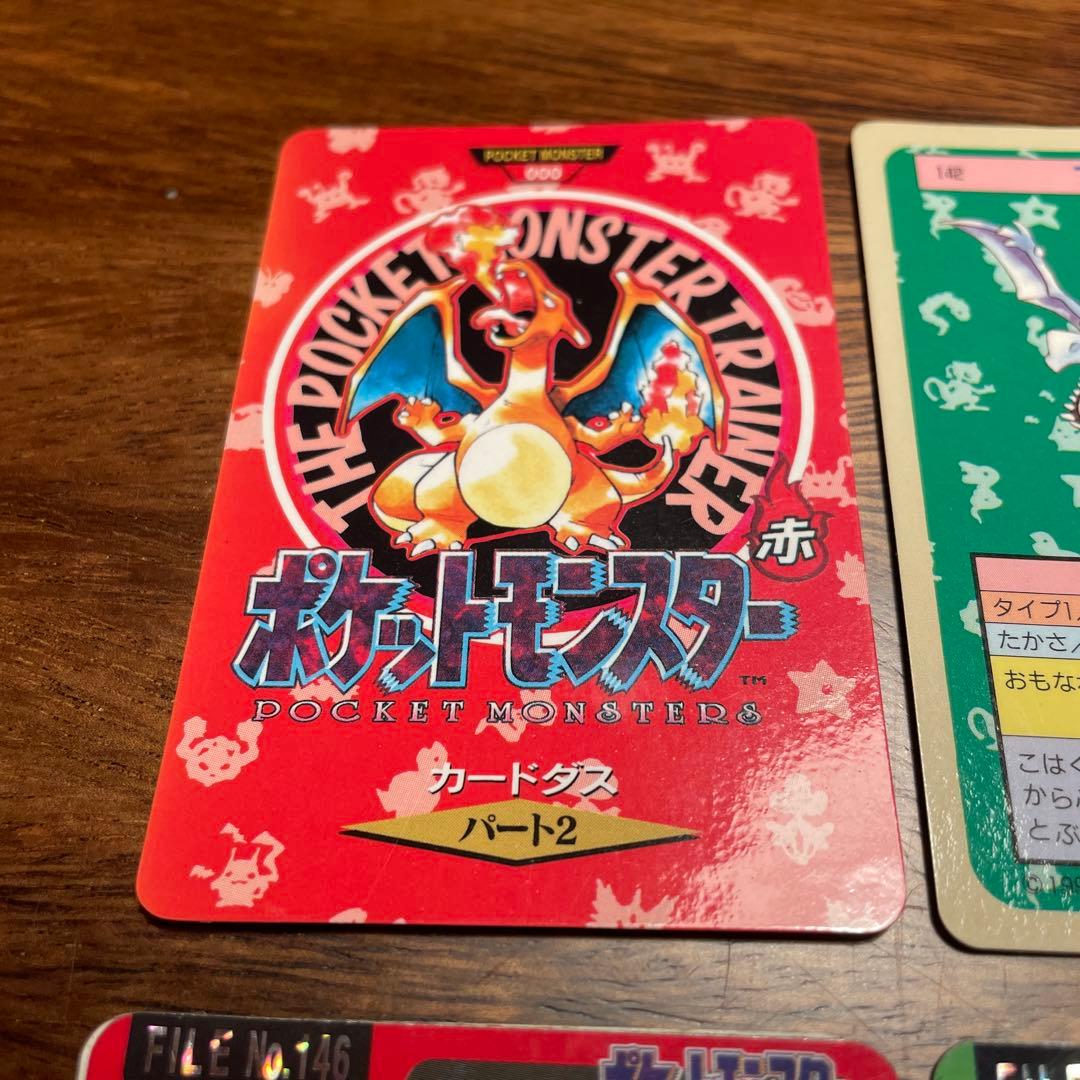 POCKET MONSTER
000
THE POCKET MONSTER TRAINER
赤
ポケットモンスター
TM
POCKET MONSTERS
カードダス
パート2
142
タイプ1
たかさ
おもな
こはく
から
とぶ
© 199
FILE No.146
ポケットモンスター